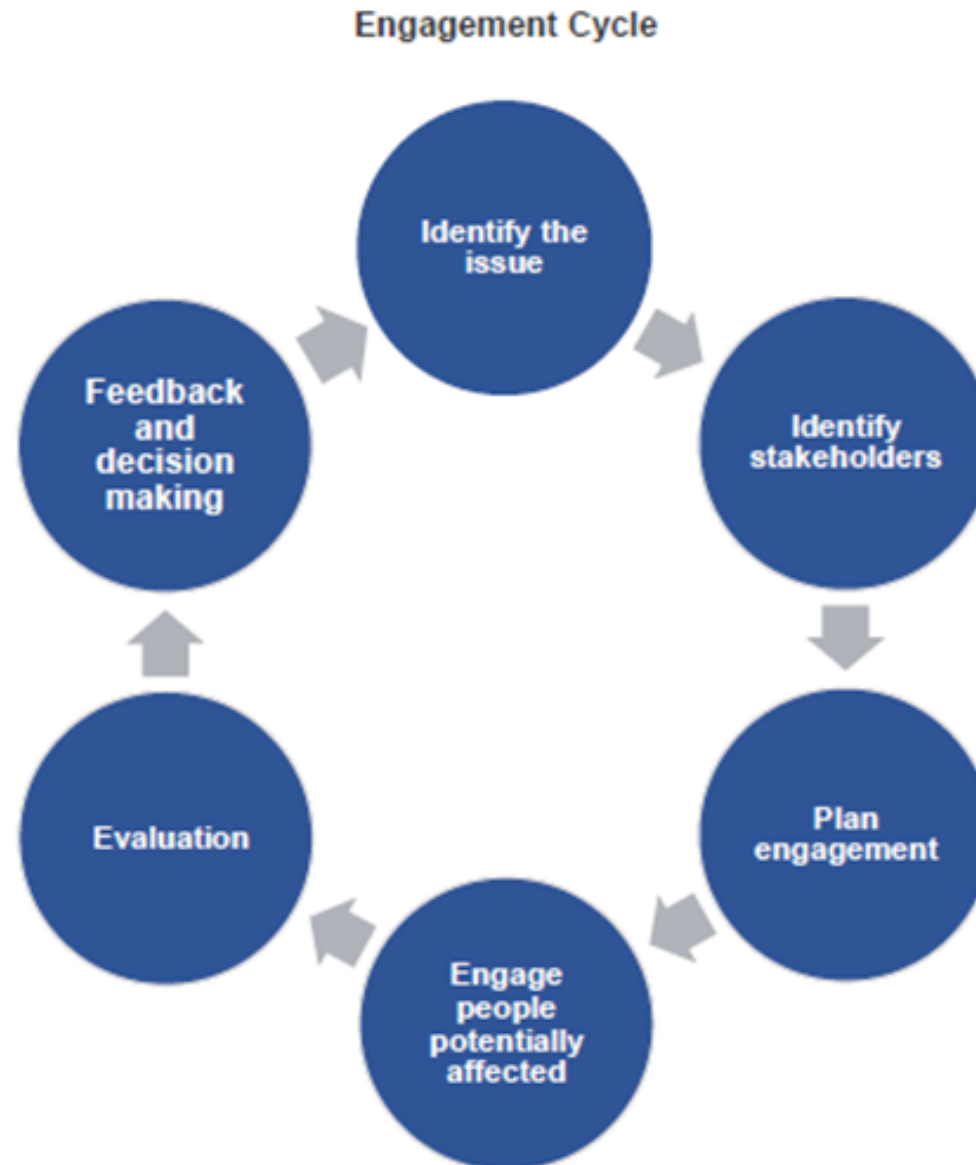 Engagement Cycle
Identify the
issue
Identify
stakeholders
Plan
engagement
Engage
people
potentially
affected
Evaluation
Feedback
and
decision
making